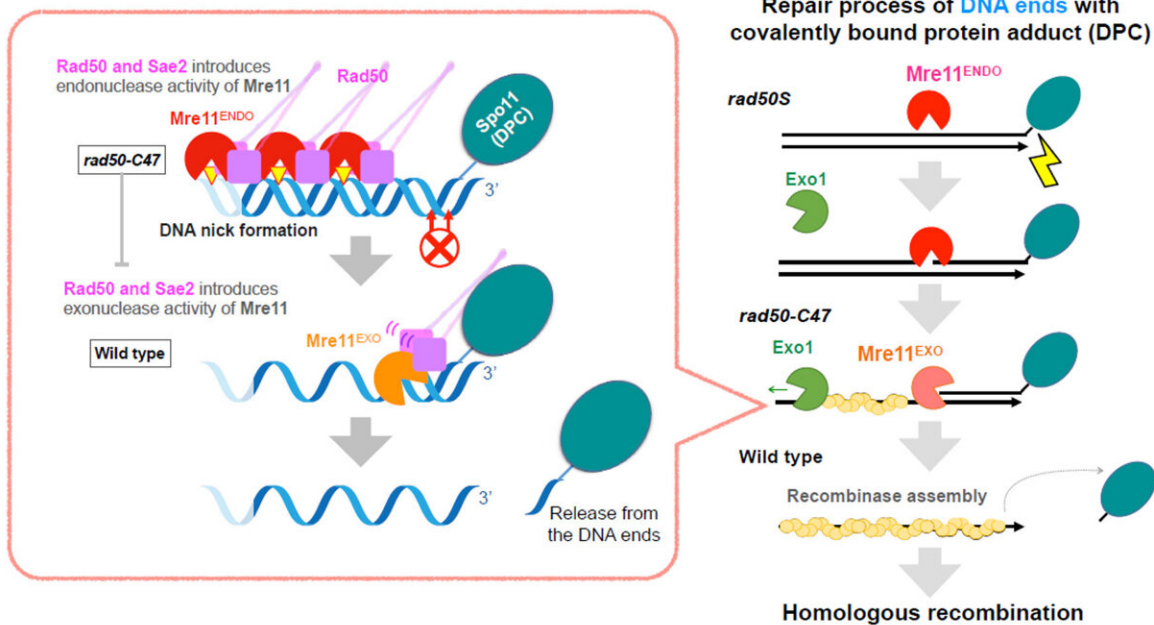 Rad50 and Sae2 introduces
endonuclease activity of Mre11
Rad50
Mre11ENDO
Spo11
(DPC)
rad50-C47
3’
DNA nick formation
Rad50 and Sae2 introduces
exonuclease activity of Mre11
Mre11EXO
Wild type
3’
3’
Release from
the DNA ends
Repair process of DNA ends with
covalently bound protein adduct (DPC)
Mre11ENDO
rad50S
Exo1
rad50-C47
Exo1
Mre11EXO
Wild type
Recombinase assembly
Homologous recombination